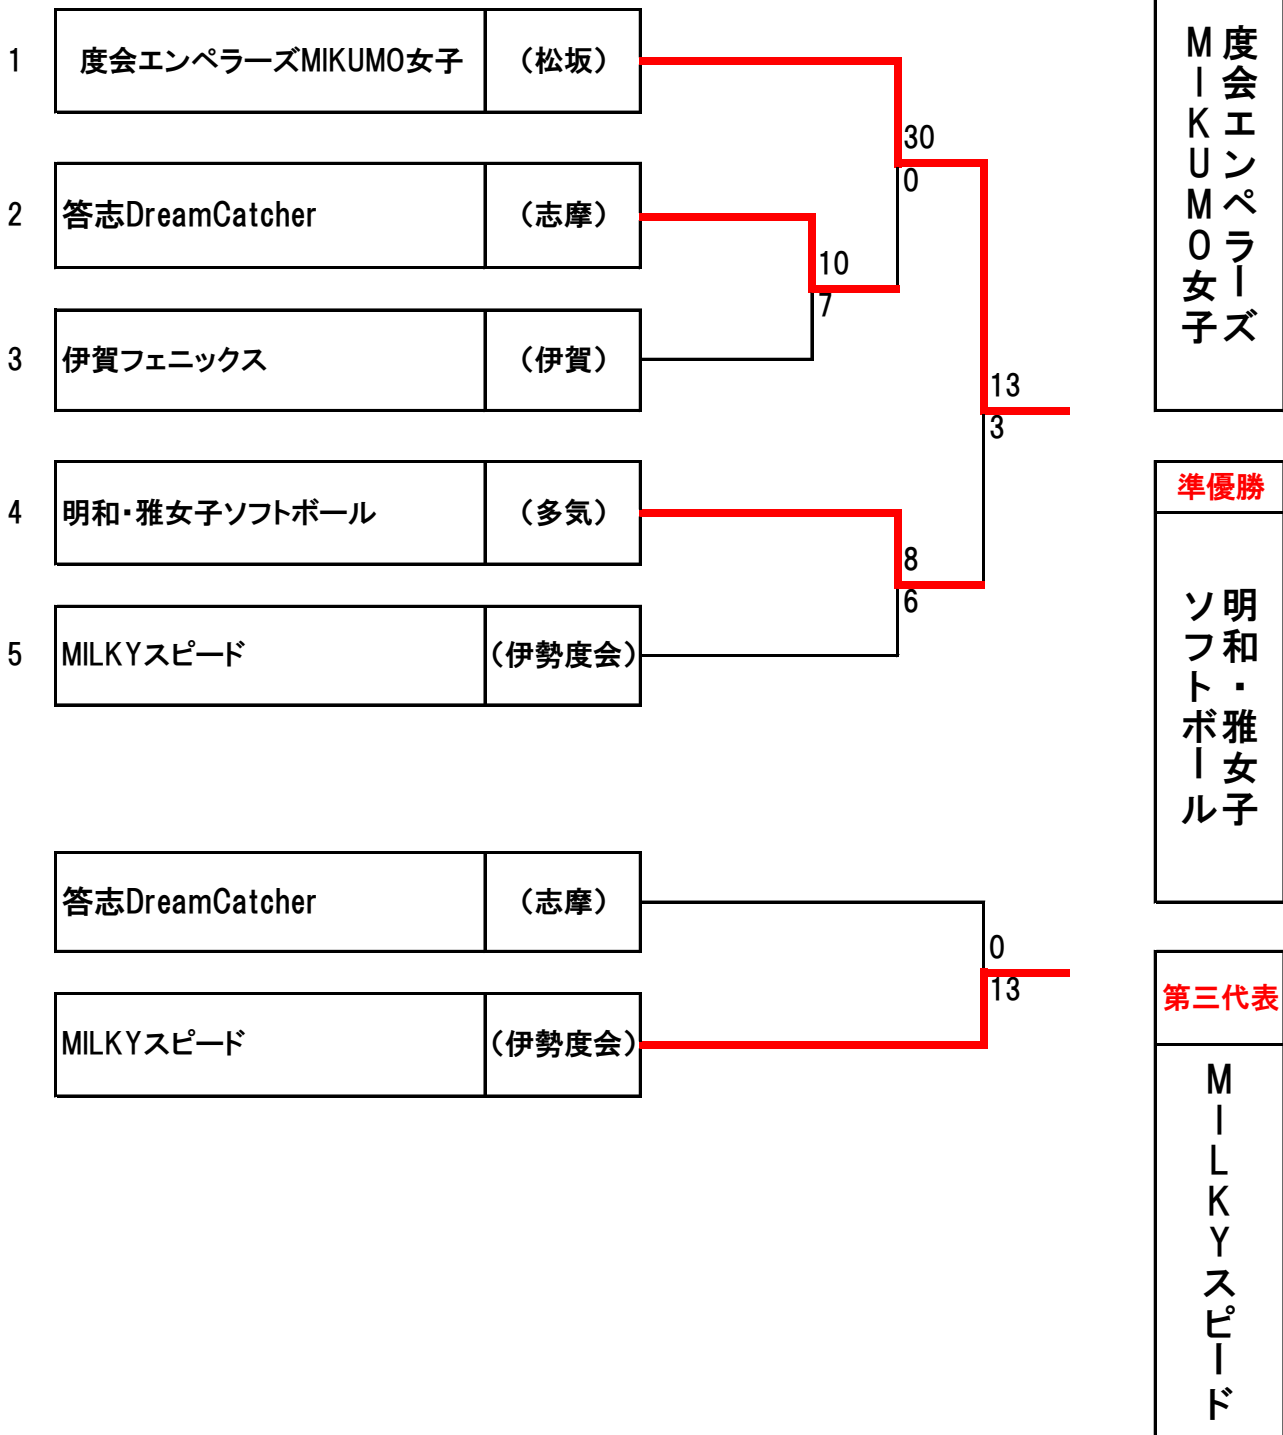 1 度会エンペラーズMIKUMO女子 （松坂）
30
0
2 答志DreamCatcher （志摩）
10
7
3 伊賀フェニックス （伊賀）
13
3
4 明和・雅女子ソフトボール （多気）
8
6
5 MILKYスピード （伊勢度会）
答志DreamCatcher （志摩）
0
13
MILKYスピード （伊勢度会）
度会エンペラーズ
MIKUMO女子
準優勝
明和・雅女子
ソフトボール
第三代表
MILKYスピード